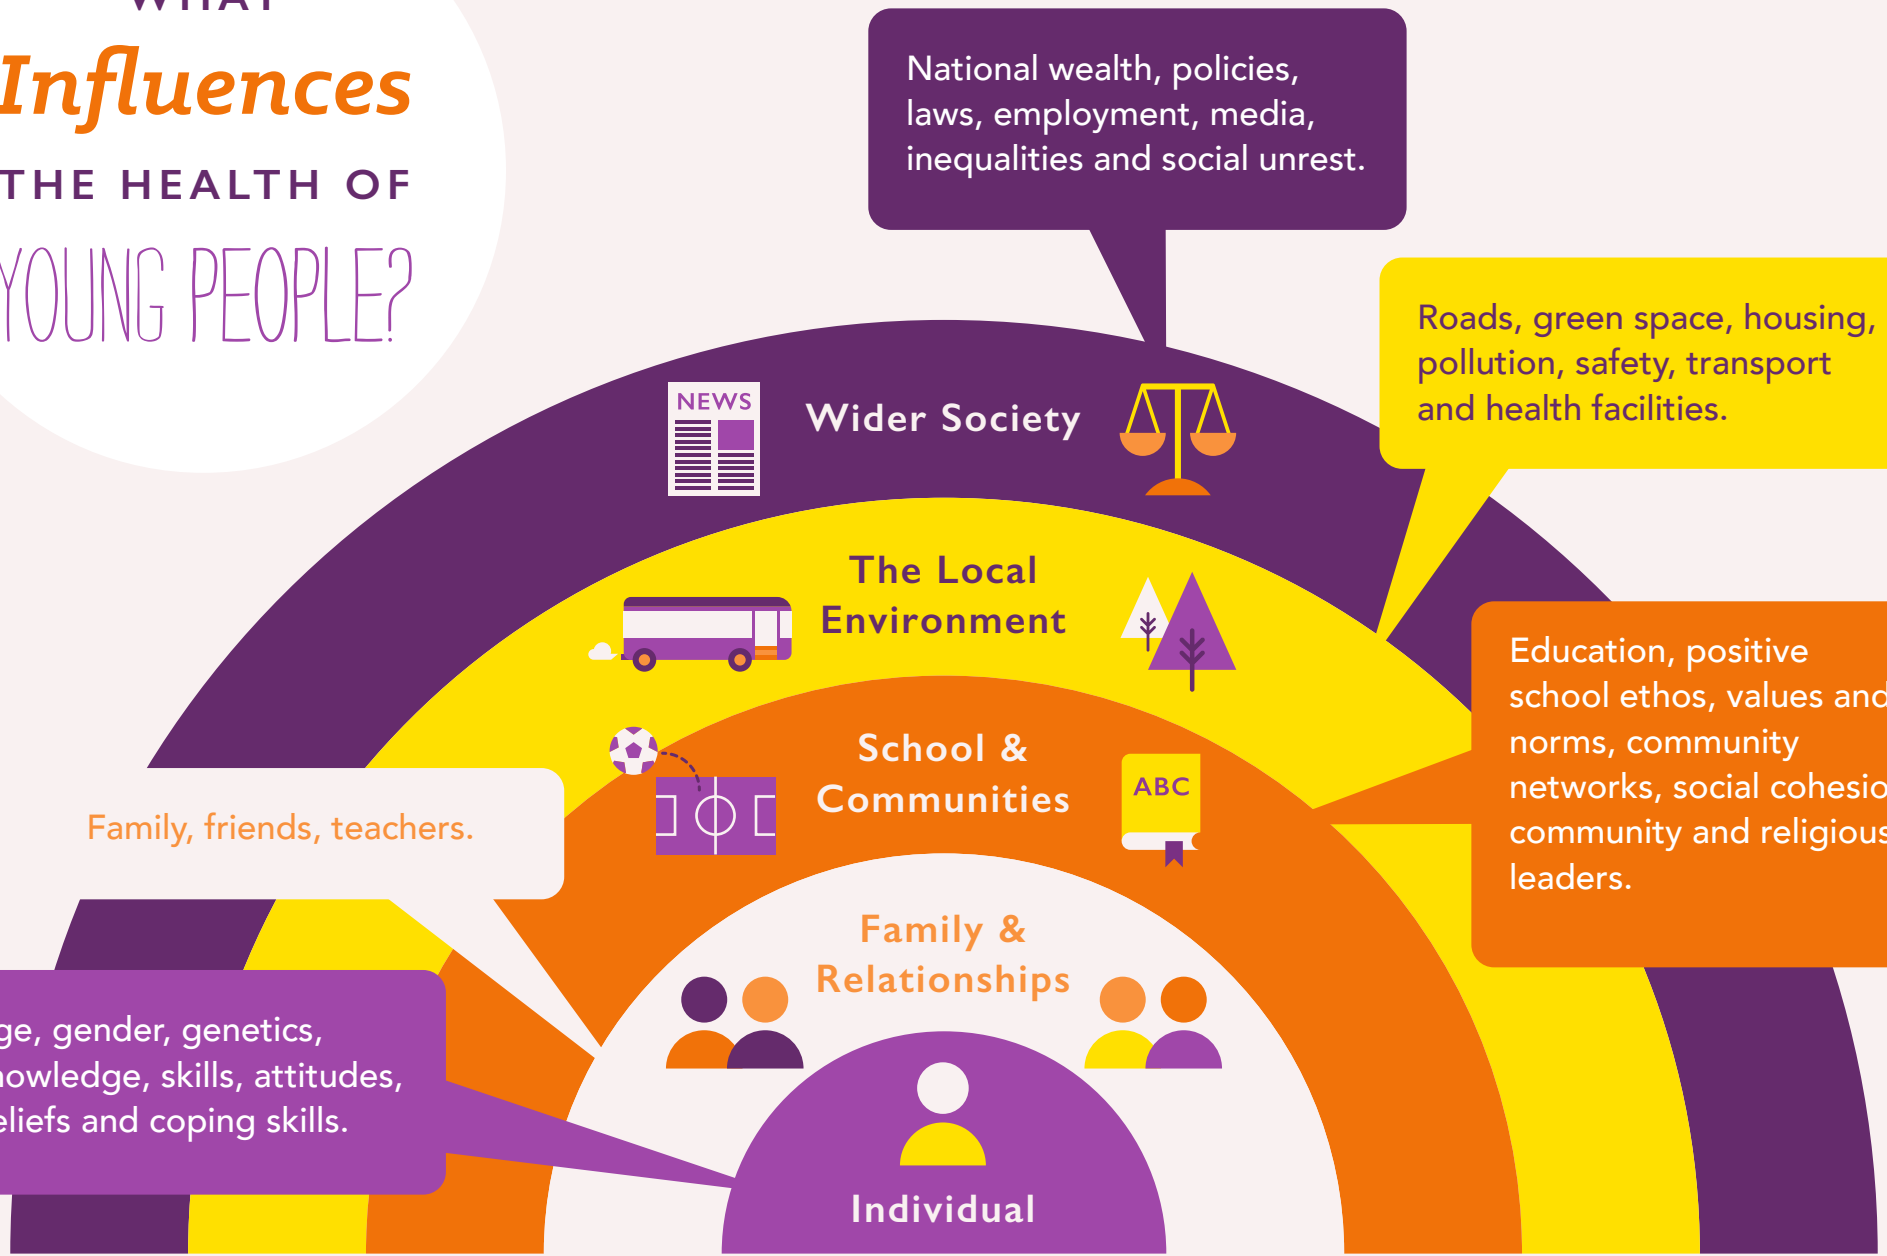 WHAT
Influences
THE HEALTH OF
YOUNG PEOPLE?
National wealth, policies,
laws, employment, media,
inequalities and social unrest.
Roads, green space, housing,
pollution, safety, transport
and health facilities.
NEWS
Wider Society
The Local
Environment
Education, positive
school ethos, values and
norms, community
networks, social cohesio
community and religious
leaders.
School &
Communities
ABC
Family, friends, teachers.
Family &
Relationships
ge, gender, genetics,
nowledge, skills, attitudes,
eliefs and coping skills.
Individual